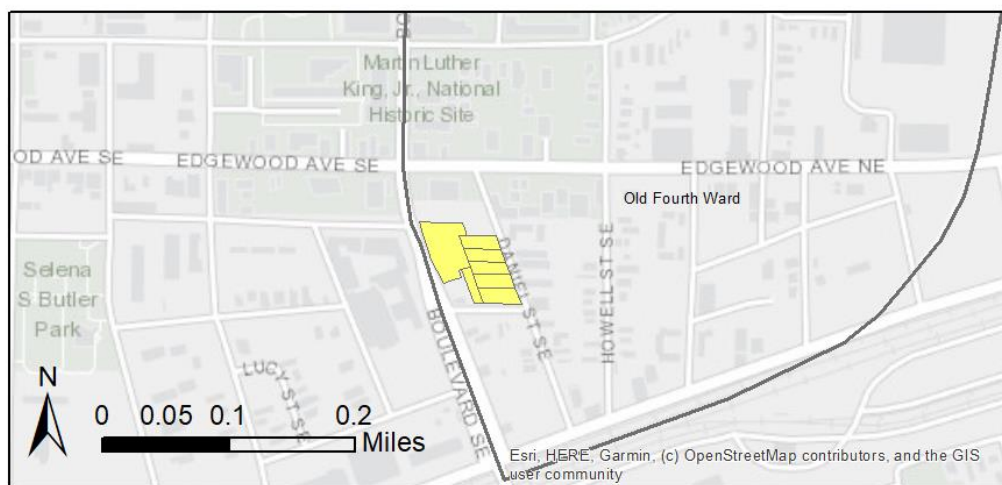 BO
Martin Luther
King, Jr., National
Historic Site
OD AVE SE
EDGEWOOD AVE SE
EDGEWOOD AVE NE
Old Fourth Ward
DANIEL ST SE
HOWELL ST SE
Selena
S Butler
Park
BOULEVARD SE
LUCY ST SE
N
0 0.05 0.1 0.2
Miles
Esri, HERE, Garmin, (c) OpenStreetMap contributors, and the GIS
user community